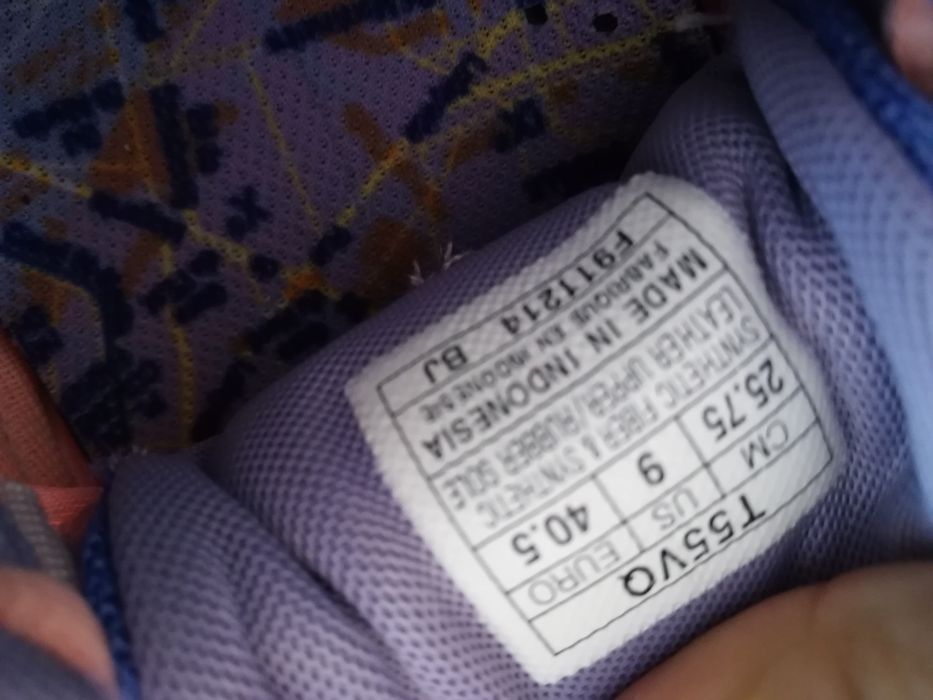 T55VQ
CM US EURO
25.75 9 40.5
SYNTHETIC FIBER & SYNTHETIC
LEATHER UPPER/RUBBER SOLE
MADE IN INDONESIA
FABRIQUE EN INDONESIE
F911214 BJ